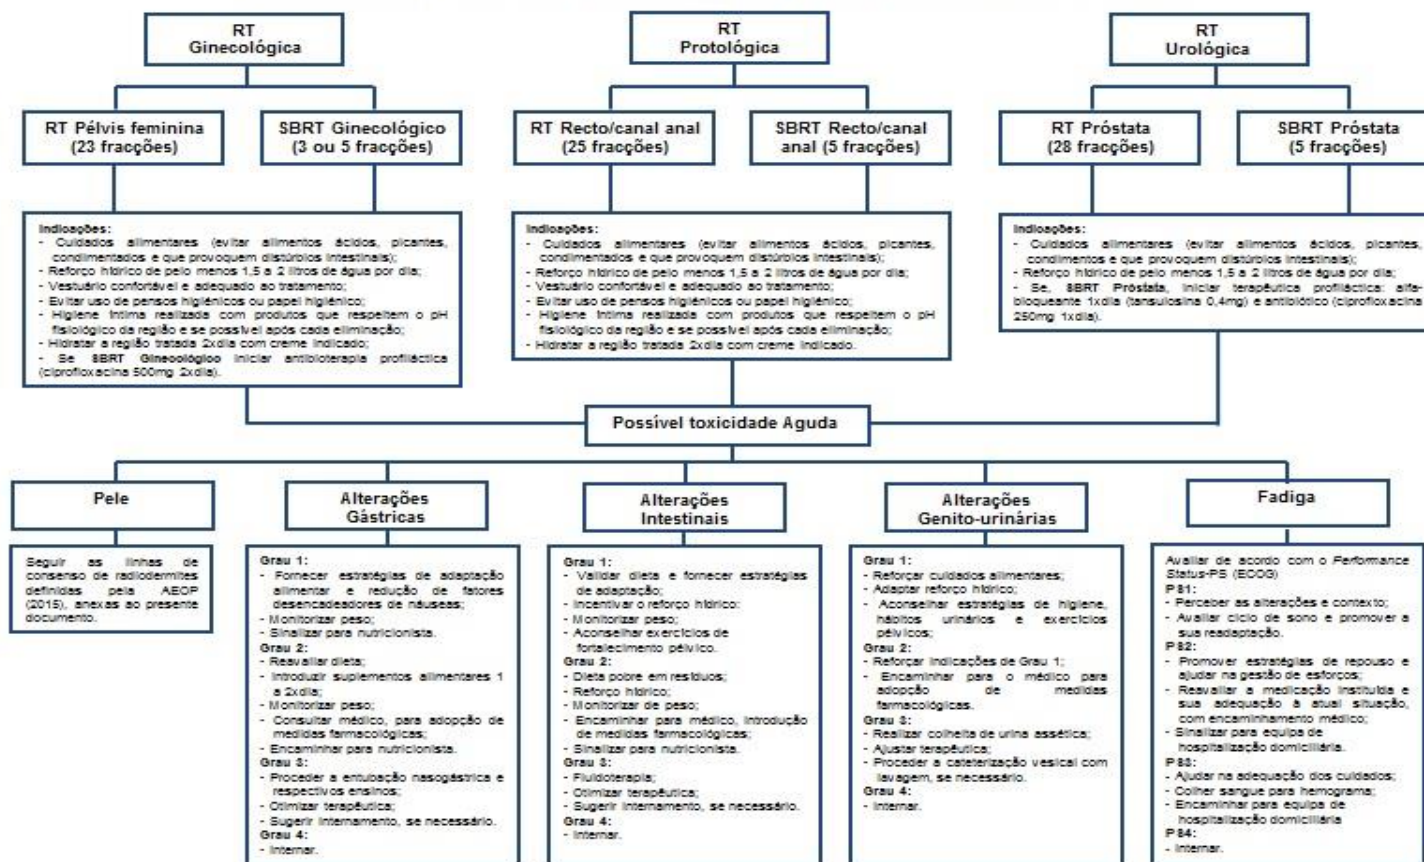 RT
Ginecológica
RT
Protológica
RT
Urológica
RT Pélvis feminina
(23 fracções)
SBRT Ginecológico
(3 ou 5 fracções)
RT Recto/canal anal
(25 fracções)
SBRT Recto/canal
anal (5 fracções)
RT Próstata
(28 fracções)
SBRT Próstata
(5 fracções)
Indicações:
- Cuidados alimentares (evitar alimentos ácidos, picantes,
condimentados e que provoquem distúrbios intestinais);
- Reforço hídrico de pelo menos 1,5 a 2 litros de água por dia;
- Vestuário confortável e adequado ao tratamento;
- Evitar uso de pensos higiénicos ou papel higiénico;
- Higiene íntima realizada com produtos que respeitem o pH
fisiológico da região e se possível após cada eliminação;
- Hidratar a região tratada 2xdia com creme indicado;
- Se SBRT Ginecológico iniciar antibioterapia profiláctica
(ciprofloxacina 500mg 2xdia).
Indicações:
- Cuidados alimentares (evitar alimentos ácidos, picantes,
condimentados e que provoquem distúrbios intestinais);
- Reforço hídrico de pelo menos 1,5 a 2 litros de água por dia;
- Vestuário confortável e adequado ao tratamento;
- Evitar uso de pensos higiénicos ou papel higiénico;
- Higiene íntima realizada com produtos que respeitem o pH
fisiológico da região e se possível após cada eliminação;
- Hidratar a região tratada 2xdia com creme indicado.
Indicações:
- Cuidados alimentares (evitar alimentos ácidos, picantes,
condimentos e que provoquem distúrbios intestinais);
- Reforço hídrico de pelo menos 1,5 a 2 litros de água por dia;
- Se, SBRT Próstata, iniciar terapêutica profiláctica: alfa-
bloqueante 1xdia (tansulosina 0,4mg) e antibiótico (ciprofloxacina
250mg 1xdia).
Possível toxicidade Aguda
Pele
Alterações
Gástricas
Alterações
Intestinais
Alterações
Genito-urinárias
Fadiga
Seguir as linhas de
consenso de radiodermites
definidas pela AEOP
(2015), anexas ao presente
documento.
Grau 1:
- Fornecer estratégias de adaptação
alimentar e redução de fatores
desencadeadores de náuseas;
- Monitorizar peso;
- Sinalizar para nutricionista.
Grau 2:
- Reavaliar dieta;
- Introduzir suplementos alimentares 1
a 2xdia;
- Monitorizar peso;
- Consultar médico, para adopção de
medidas farmacológicas;
- Encaminhar para nutricionista.
Grau 3:
- Proceder a entubação nasogástrica e
respectivos ensinos;
- Otimizar terapêutica;
- Sugerir internamento, se necessário.
Grau 4:
- Internar.
Grau 1:
- Validar dieta e fornecer estratégias
de adaptação;
- Incentivar o reforço hídrico:
- Monitorizar peso;
- Aconselhar exercícios de
fortalecimento pélvico.
Grau 2:
- Dieta pobre em resíduos;
- Reforço hídrico;
- Monitorizar de peso;
- Encaminhar para médico, introdução
de medidas farmacológicas;
- Sinalizar para nutricionista.
Grau 3:
- Fluidoterapia;
- Otimizar terapêutica;
- Sugerir internamento, se necessário.
Grau 4:
- Internar.
Grau 1:
- Reforçar cuidados alimentares;
- Adaptar reforço hídrico;
- Aconselhar estratégias de higiene,
hábitos urinários e exercícios
pélvicos;
Grau 2:
- Reforçar indicações de Grau 1;
- Encaminhar para o médico para
adopção de medidas
farmacológicas.
Grau 3:
- Realizar colheita de urina assética;
- Ajustar terapêutica;
- Proceder a cateterização vesical com
lavagem, se necessário.
Grau 4:
- Internar.
Avaliar de acordo com o Performance
Status-PS (ECOG)
PS1:
- Perceber as alterações e contexto;
- Avaliar ciclo de sono e promover a
sua readaptação.
PS2:
- Promover estratégias de repouso e
ajudar na gestão de esforços;
- Reavaliar a medicação instituída e
sua adequação à atual situação,
com encaminhamento médico;
- Sinalizar para equipa de
hospitalização domiciliária.
PS3:
- Ajudar na adequação dos cuidados;
- Colher sangue para hemograma;
- Encaminhar para equipa de
hospitalização domiciliária
PS4:
- Internar.